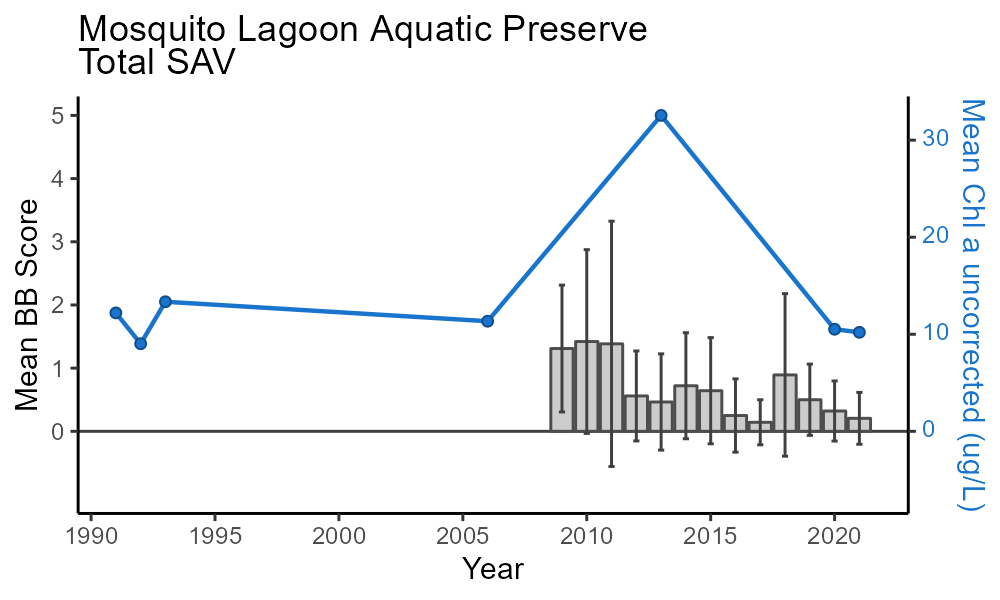 Mosquito Lagoon Aquatic Preserve
Total SAV
Mean BB Score
5
4
3
2
1
0
30
20
10
0
Mean Chl a uncorrected (ug/L)
1990 1995 2000 2005 2010 2015 2020
Year